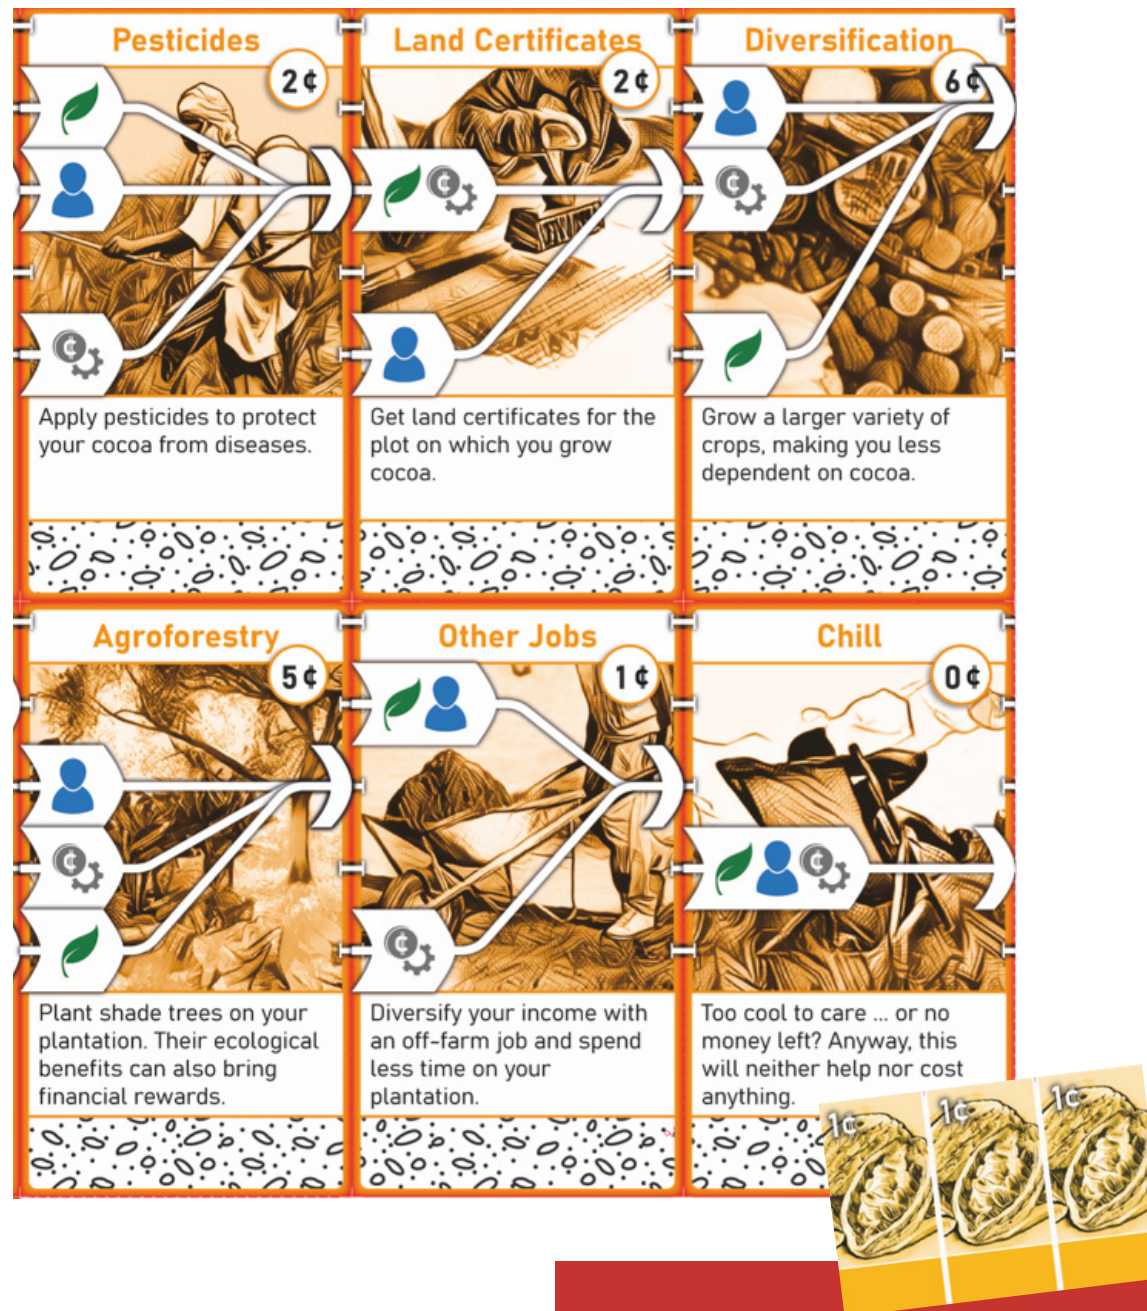 Pesticides
2¢
Apply pesticides to protect
your cocoa from diseases.
Land Certificates
2¢
Get land certificates for the
plot on which you grow
cocoa.
Diversification
6¢
Grow a larger variety of
crops, making you less
dependent on cocoa.
Agroforestry
5¢
Plant shade trees on your
plantation. Their ecological
benefits can also bring
financial rewards.
Other Jobs
1¢
Diversify your income with
an off-farm job and spend
less time on your
plantation.
Chill
0¢
Too cool to care ... or no
money left? Anyway, this
will neither help nor cost
anything.
1¢
1¢
1¢